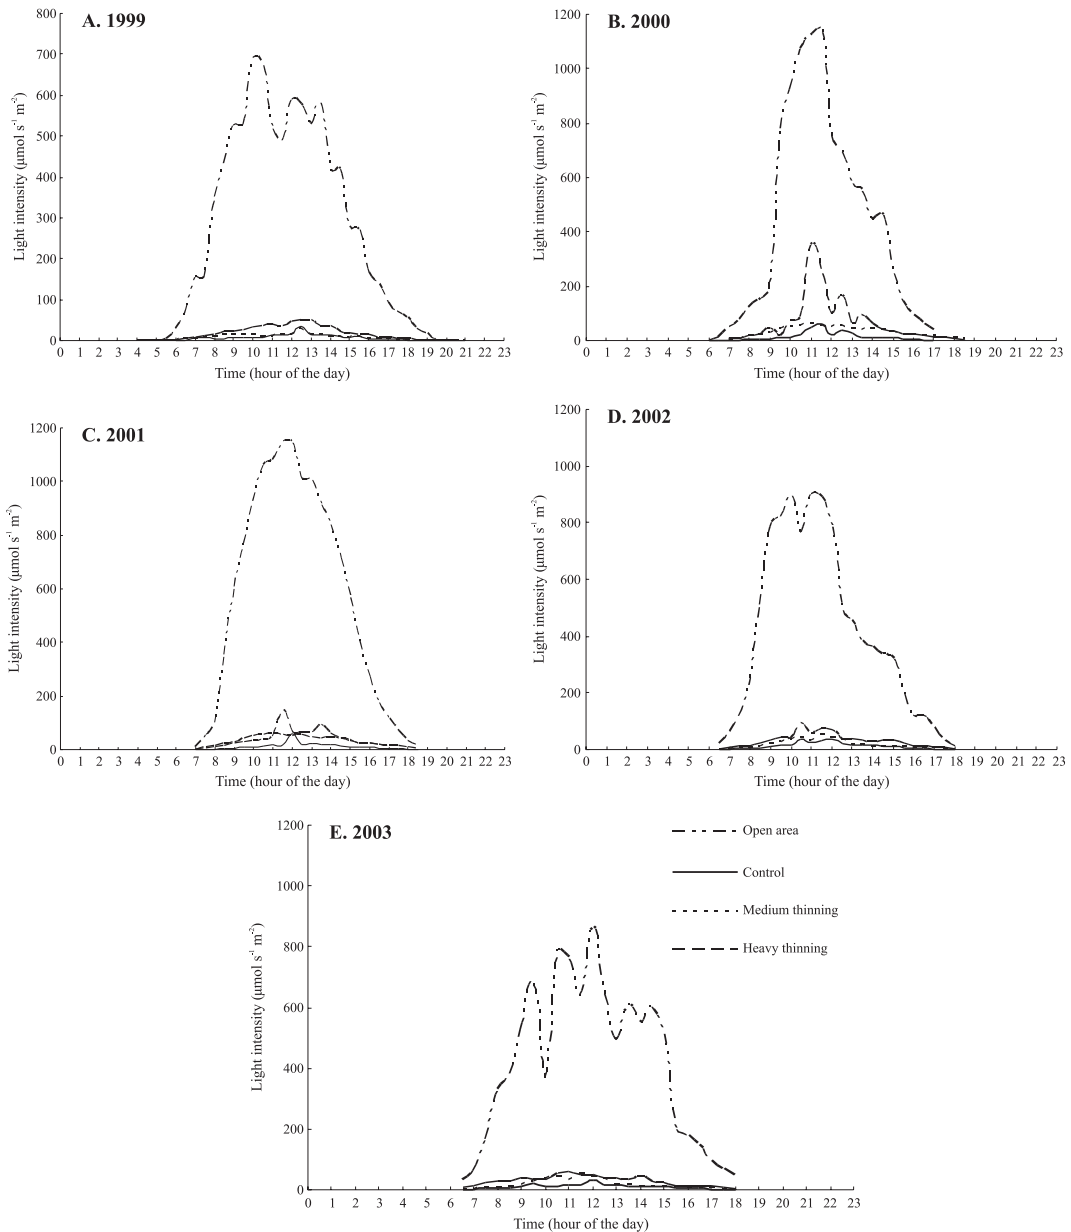 A. 1999
Light intensity (µmol s⁻¹ m⁻²)
800
700
600
500
400
300
200
100
0
0 1 2 3 4 5 6 7 8 9 10 11 12 13 14 15 16 17 18 19 20 21 22 23
Time (hour of the day)
B. 2000
Light intensity (µmol s⁻¹ m⁻²)
1200
1000
800
600
400
200
0
0 1 2 3 4 5 6 7 8 9 10 11 12 13 14 15 16 17 18 19 20 21 22 23
Time (hour of the day)
C. 2001
Light intensity (µmol s⁻¹ m⁻²)
1200
1000
800
600
400
200
0
0 1 2 3 4 5 6 7 8 9 10 11 12 13 14 15 16 17 18 19 20 21 22 23
Time (hour of the day)
D. 2002
Light intensity (µmol s⁻¹ m⁻²)
1200
1000
800
600
400
200
0
0 1 2 3 4 5 6 7 8 9 10 11 12 13 14 15 16 17 18 19 20 21 22 23
Time (hour of the day)
E. 2003
Light intensity (µmol s⁻¹ m⁻²)
1200
1000
800
600
400
200
0
0 1 2 3 4 5 6 7 8 9 10 11 12 13 14 15 16 17 18 19 20 21 22 23
Time (hour of the day)
Open area
Control
Medium thinning
Heavy thinning